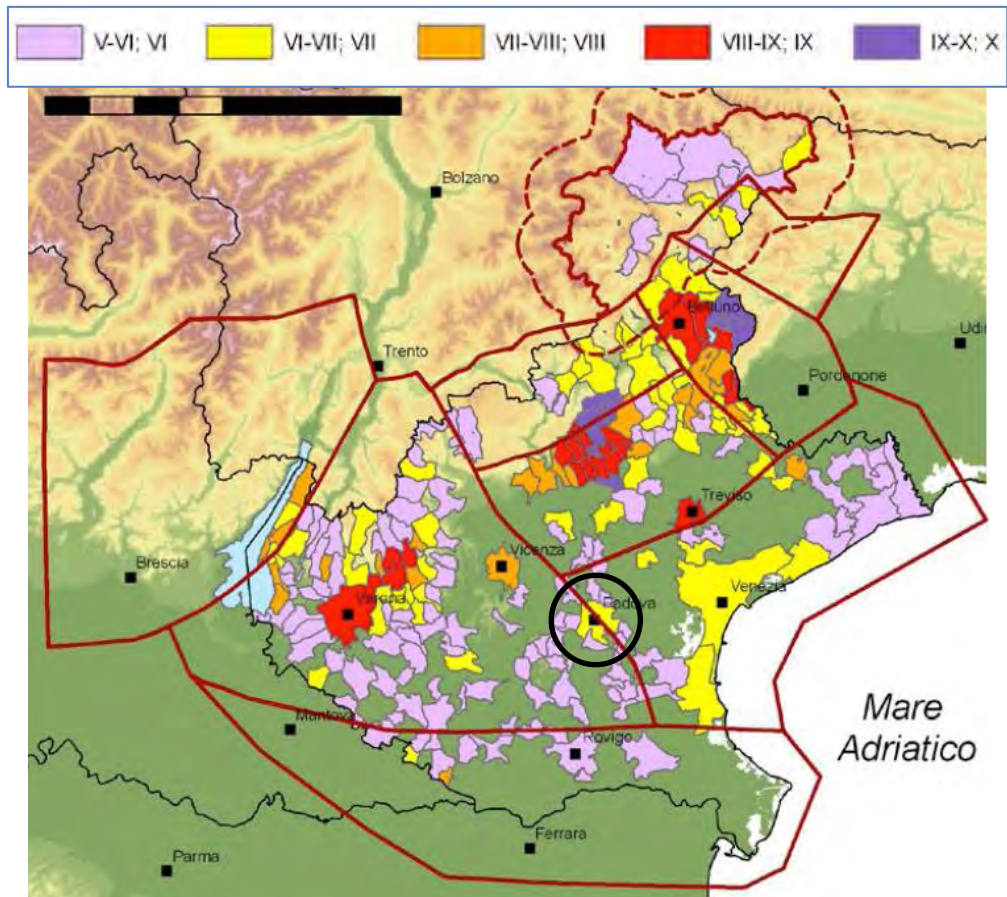 V-VI; VI VI-VII; VII VII-VIII; VIII VIII-IX; IX IX-X; X
Bolzano
Belluno
Trento
Udine
Pordenone
Treviso
Vicenza
Brescia
Venezia
Verona
Padova
Mare
Adriatico
Mantova
Rovigo
Ferrara
Parma